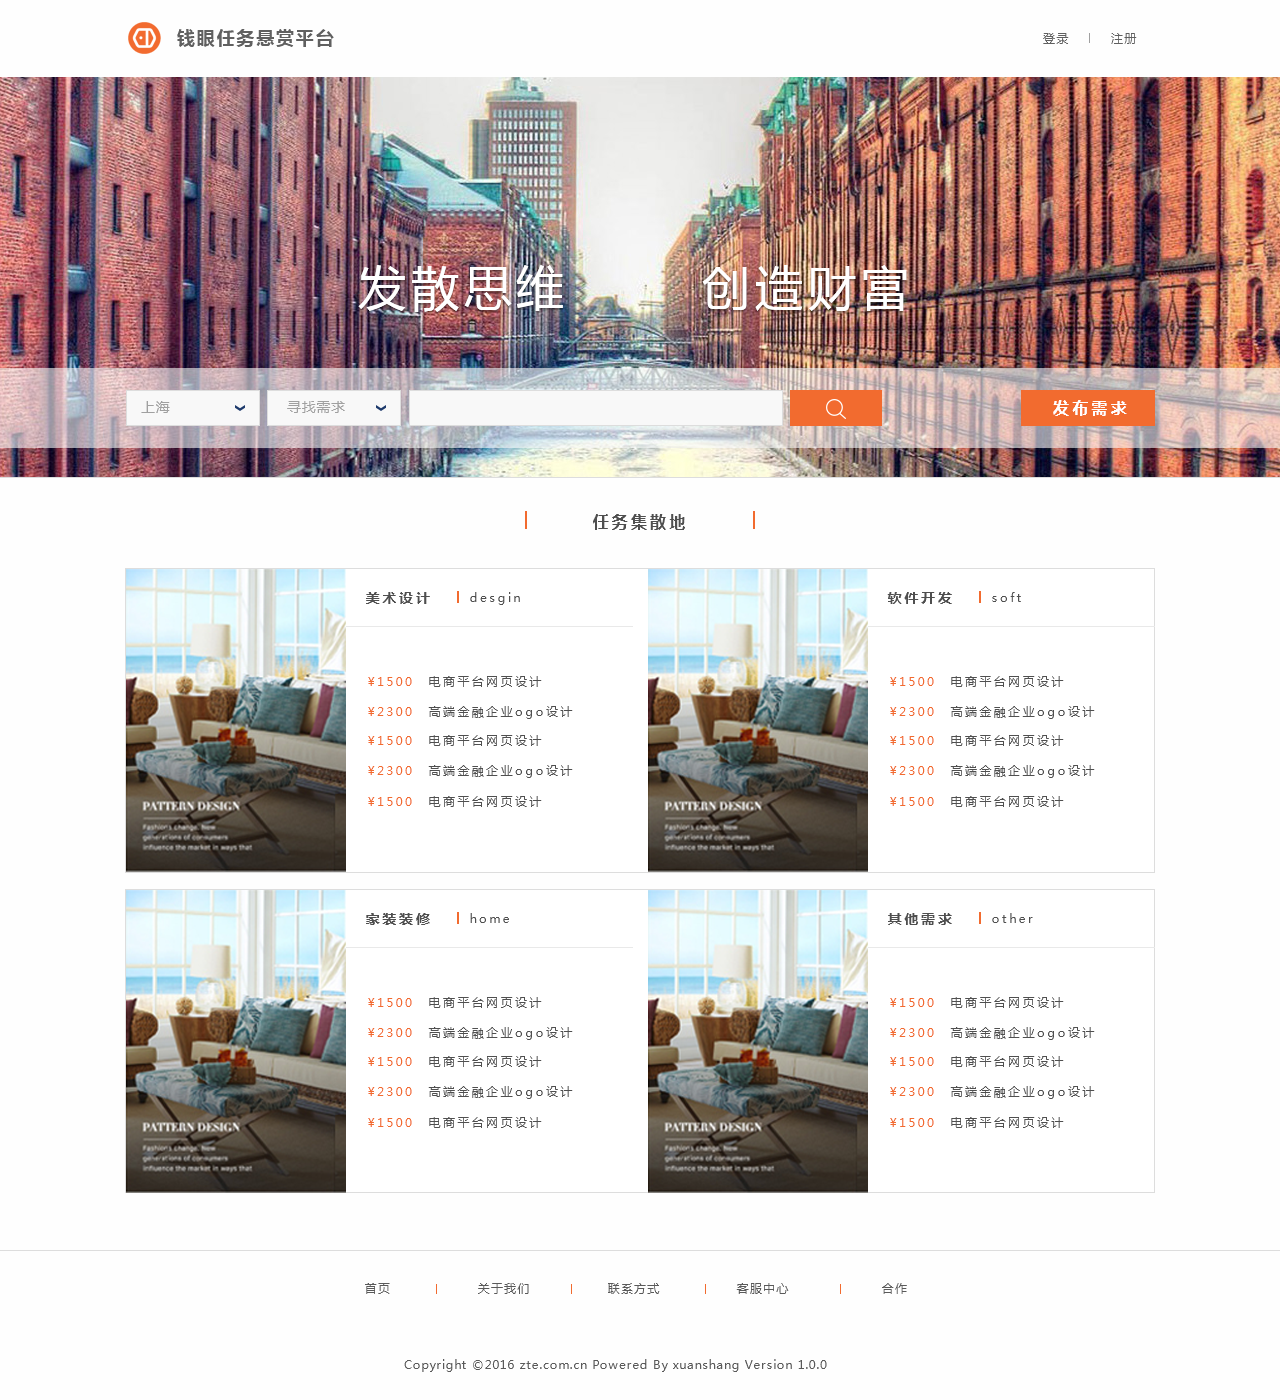 钱眼任务悬赏平台
登录 | 注册
发散思维 创造财富
上海 寻找需求 发布需求
任务集散地
美术设计 desgin
¥1500 电商平台网页设计
¥2300 高端金融企业ogo设计
¥1500 电商平台网页设计
¥2300 高端金融企业ogo设计
¥1500 电商平台网页设计
PATTERN DESIGN
Fashions change. New
generations of consumers
influence the market in ways that
软件开发 soft
¥1500 电商平台网页设计
¥2300 高端金融企业ogo设计
¥1500 电商平台网页设计
¥2300 高端金融企业ogo设计
¥1500 电商平台网页设计
PATTERN DESIGN
Fashions change. New
generations of consumers
influence the market in ways that
家装装修 home
¥1500 电商平台网页设计
¥2300 高端金融企业ogo设计
¥1500 电商平台网页设计
¥2300 高端金融企业ogo设计
¥1500 电商平台网页设计
PATTERN DESIGN
Fashions change. New
generations of consumers
influence the market in ways that
其他需求 other
¥1500 电商平台网页设计
¥2300 高端金融企业ogo设计
¥1500 电商平台网页设计
¥2300 高端金融企业ogo设计
¥1500 电商平台网页设计
PATTERN DESIGN
Fashions change. New
generations of consumers
influence the market in ways that
首页 | 关于我们 | 联系方式 | 客服中心 | 合作
Copyright ©2016 zte.com.cn Powered By xuanshang Version 1.0.0